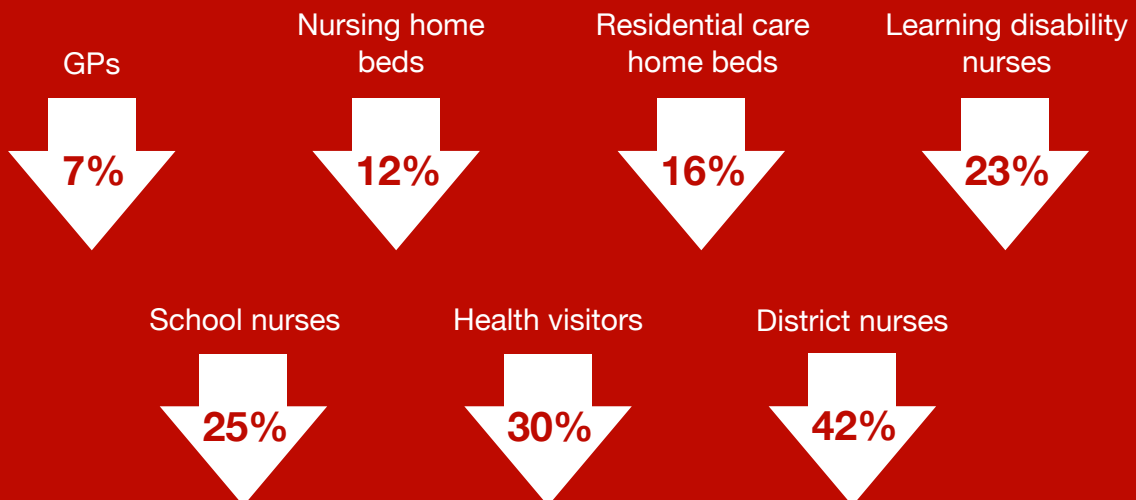 GPs
Nursing home
beds
Residential care
home beds
Learning disability
nurses
7%
12%
16%
23%
School nurses
Health visitors
District nurses
25%
30%
42%